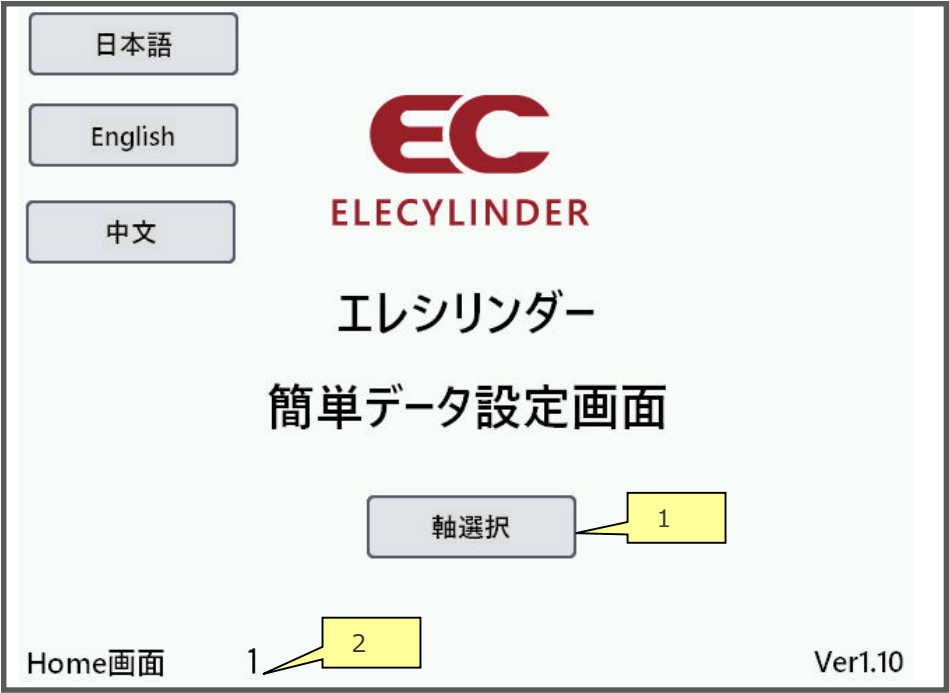 日本語
English
中文
EC
ELECYLINDER
エレシリンダー
簡単データ設定画面
軸選択
1
2
Home画面 1
Ver1.10